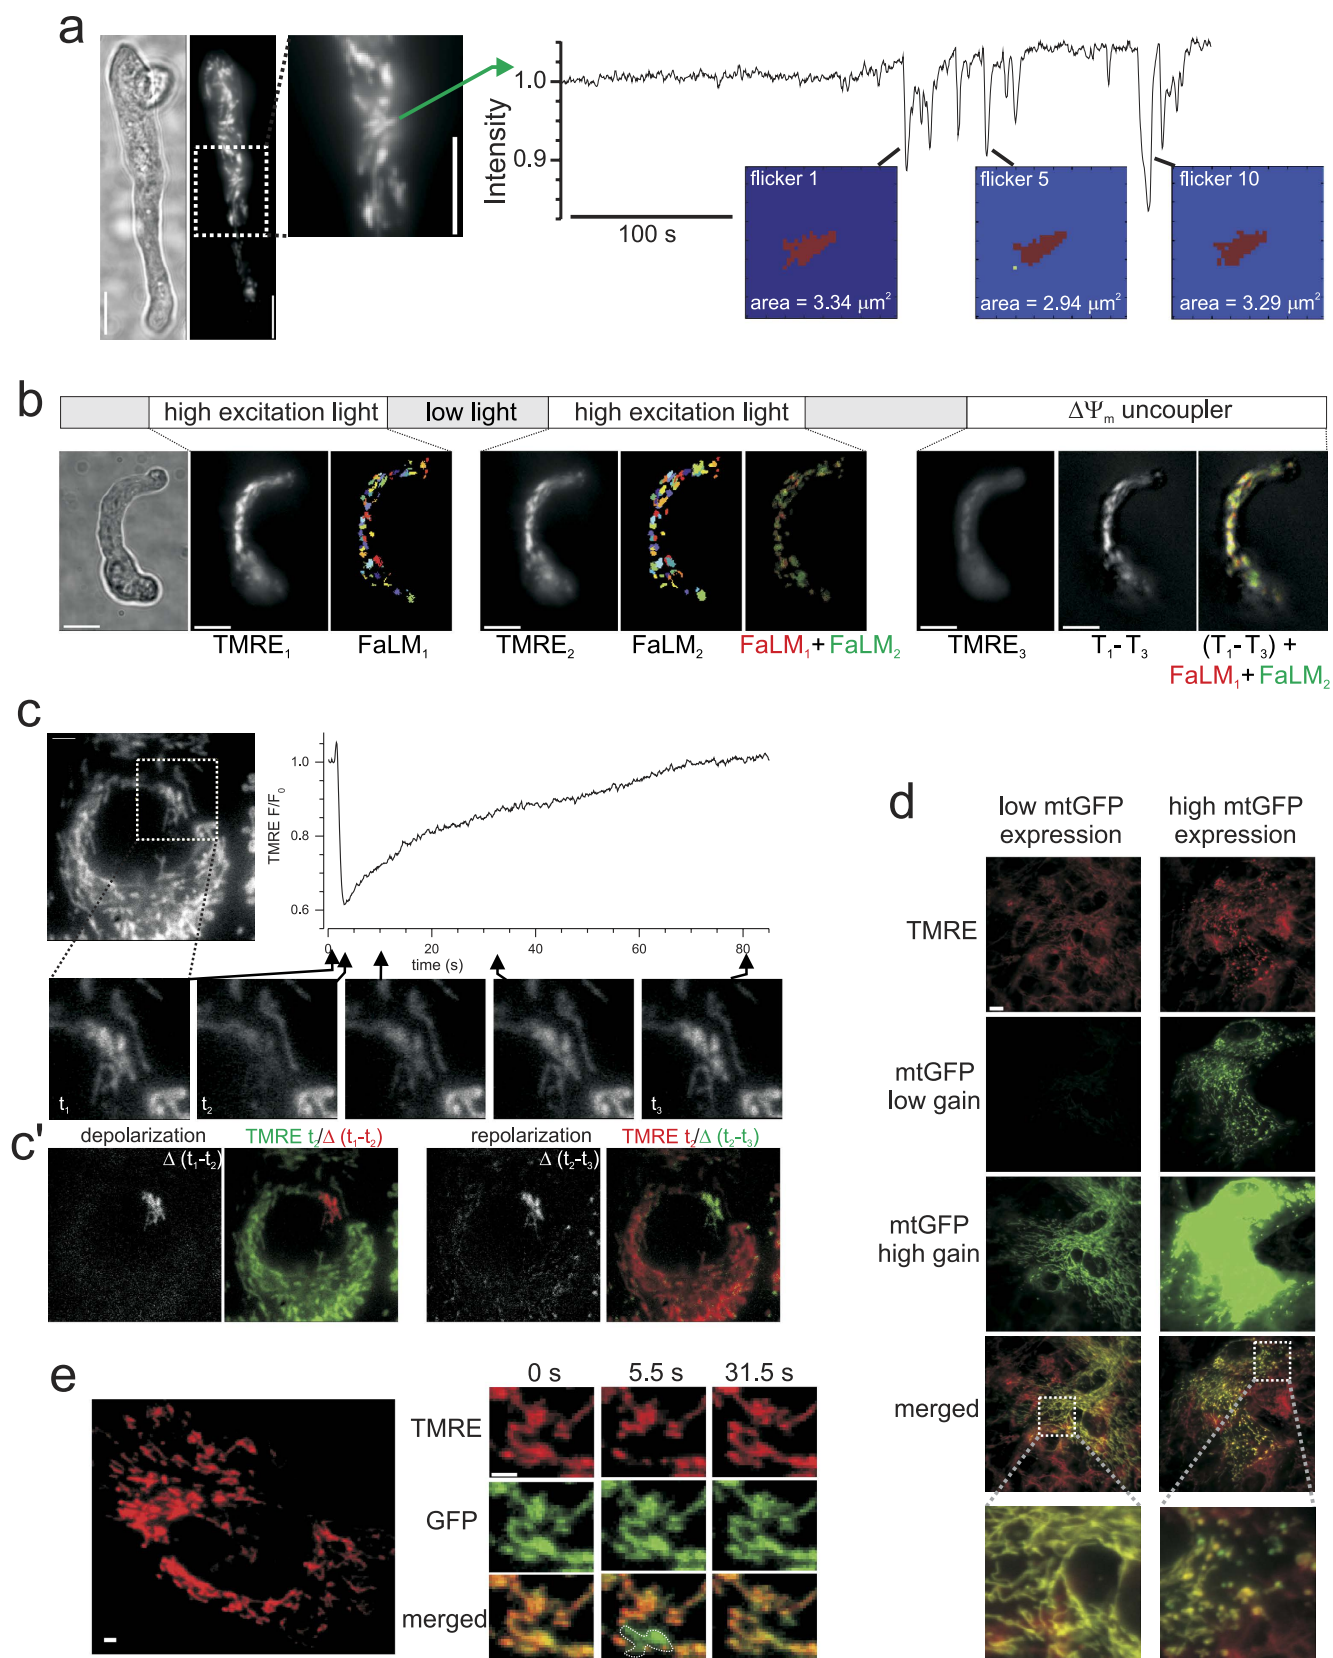 a
Intensity
1.0
0.9
100 s
flicker 1
area = 3.34 μm²
flicker 5
area = 2.94 μm²
flicker 10
area = 3.29 μm²
b
high excitation light
low light
high excitation light
ΔΨm uncoupler
TMRE₁
FaLM₁
TMRE₂
FaLM₂
FaLM₁+FaLM₂
TMRE₃
T₁-T₃
(T₁-T₃) +
FaLM₁+FaLM₂
c
TMRE F/F₀
1.0
0.8
0.6
0
20
40
60
80
time (s)
t₁
t₂
t₃
c'
depolarization
Δ (t₁-t₂)
TMRE t₂/Δ (t₁-t₂)
repolarization
Δ (t₂-t₃)
TMRE t₂/Δ (t₂-t₃)
d
low mtGFP
expression
high mtGFP
expression
TMRE
mtGFP
low gain
mtGFP
high gain
merged
e
0 s
5.5 s
31.5 s
TMRE
GFP
merged